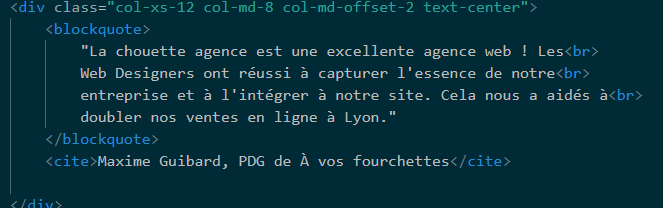 <div class="col-xs-12 col-md-8 col-md-offset-2 text-center">
<blockquote>
"La chouette agence est une excellente agence web ! Les<br>
Web Designers ont réussi à capturer l'essence de notre<br>
entreprise et à l'intégrer à notre site. Cela nous a aidés à<br>
doubler nos ventes en ligne à Lyon."
</blockquote>
<cite>Maxime Guibard, PDG de À vos fourchettes</cite>
</div>